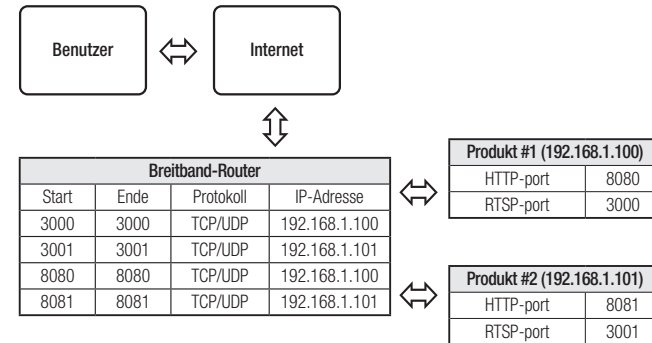 Benutzer
Internet
Breitband-Router
Start Ende Protokoll IP-Adresse
3000 3000 TCP/UDP 192.168.1.100
3001 3001 TCP/UDP 192.168.1.101
8080 8080 TCP/UDP 192.168.1.100
8081 8081 TCP/UDP 192.168.1.101
Produkt #1 (192.168.1.100)
HTTP-port 8080
RTSP-port 3000
Produkt #2 (192.168.1.101)
HTTP-port 8081
RTSP-port 3001